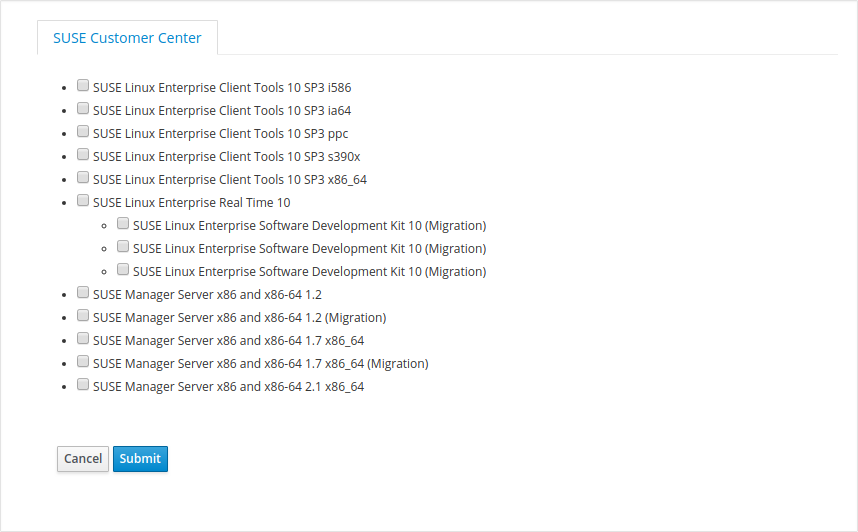 SUSE Customer Center
SUSE Linux Enterprise Client Tools 10 SP3 i586
SUSE Linux Enterprise Client Tools 10 SP3 ia64
SUSE Linux Enterprise Client Tools 10 SP3 ppc
SUSE Linux Enterprise Client Tools 10 SP3 s390x
SUSE Linux Enterprise Client Tools 10 SP3 x86_64
SUSE Linux Enterprise Real Time 10
SUSE Linux Enterprise Software Development Kit 10 (Migration)
SUSE Linux Enterprise Software Development Kit 10 (Migration)
SUSE Linux Enterprise Software Development Kit 10 (Migration)
SUSE Manager Server x86 and x86-64 1.2
SUSE Manager Server x86 and x86-64 1.2 (Migration)
SUSE Manager Server x86 and x86-64 1.7 x86_64
SUSE Manager Server x86 and x86-64 1.7 x86_64 (Migration)
SUSE Manager Server x86 and x86-64 2.1 x86_64
Cancel Submit